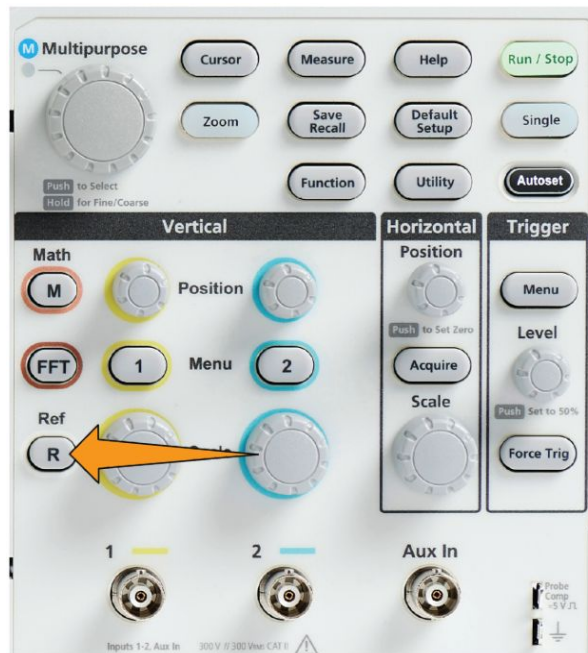 M Multipurpose
Cursor
Measure
Help
Run / Stop
Zoom
Save
Recall
Default
Setup
Single
Push to Select
Hold for Fine/Coarse
Function
Utility
Autoset
Vertical
Horizontal
Trigger
Math
M
Position
Position
Push to Set Zero
Menu
FFT
1
Menu
2
Acquire
Level
Push Set to 50%
Ref
R
Scale
Force Trig
1
2
Aux In
Inputs 1-2, Aux In
CAT II
Probe
Comp
~5 V